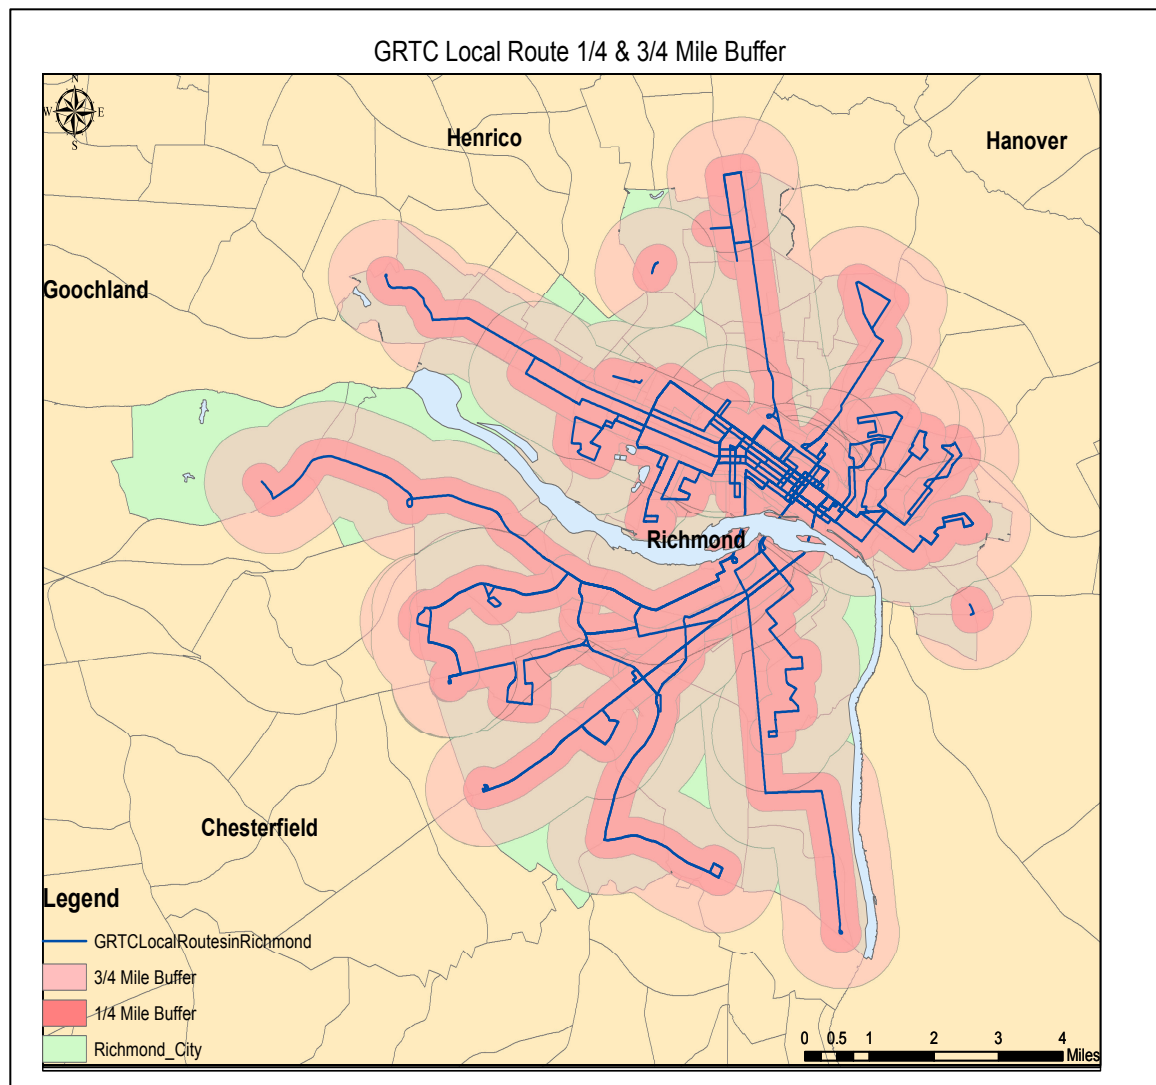 GRTC Local Route 1/4 & 3/4 Mile Buffer
N
W E
S
Henrico
Hanover
Goochland
Richmond
Chesterfield
Legend
GRTCLocalRoutesinRichmond
3/4 Mile Buffer
1/4 Mile Buffer
Richmond_City
0 0.5 1 2 3 4
Miles